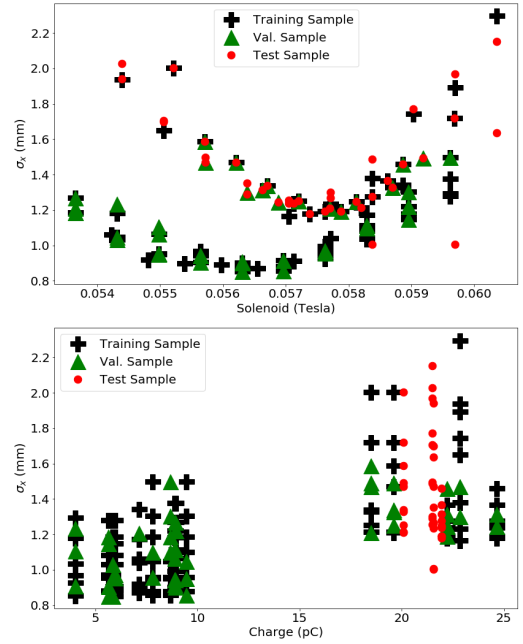 2.2
2.0
1.8
1.6
1.4
1.2
1.0
0.8
σx (mm)
Training Sample
Val. Sample
Test Sample
0.054 0.055 0.056 0.057 0.058 0.059 0.060
Solenoid (Tesla)
2.2
2.0
1.8
1.6
1.4
1.2
1.0
0.8
σx (mm)
Training Sample
Val. Sample
Test Sample
5 10 15 20 25
Charge (pC)